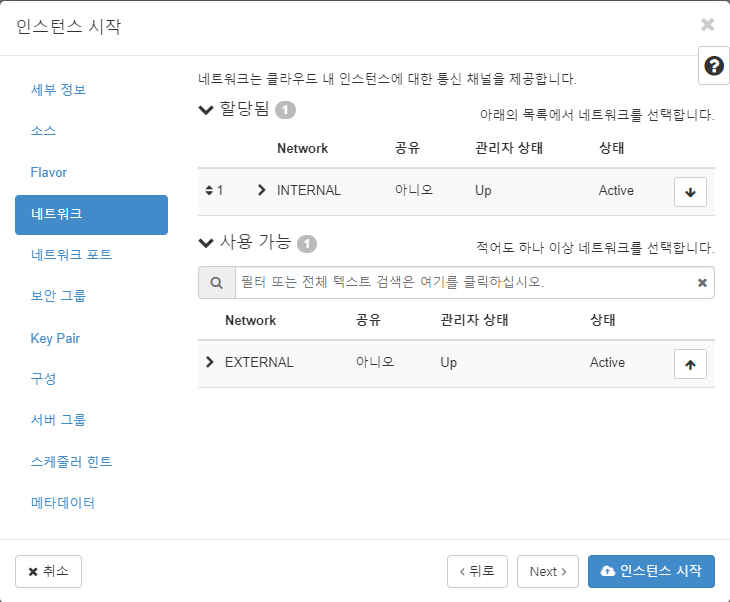 인스턴스 시작
×
?
네트워크는 클라우드 내 인스턴스에 대한 통신 채널을 제공합니다.
세부 정보
소스
Flavor
네트워크
네트워크 포트
보안 그룹
Key Pair
구성
서버 그룹
스케줄러 힌트
메타데이터
할당됨 1
아래의 목록에서 네트워크를 선택합니다.
Network 공유 관리자 상태 상태
1 INTERNAL 아니오 Up Active
사용 가능 1
적어도 하나 이상 네트워크를 선택합니다.
필터 또는 전체 텍스트 검색은 여기를 클릭하십시오.
Network 공유 관리자 상태 상태
EXTERNAL 아니오 Up Active
× 취소
< 뒤로
Next >
인스턴스 시작